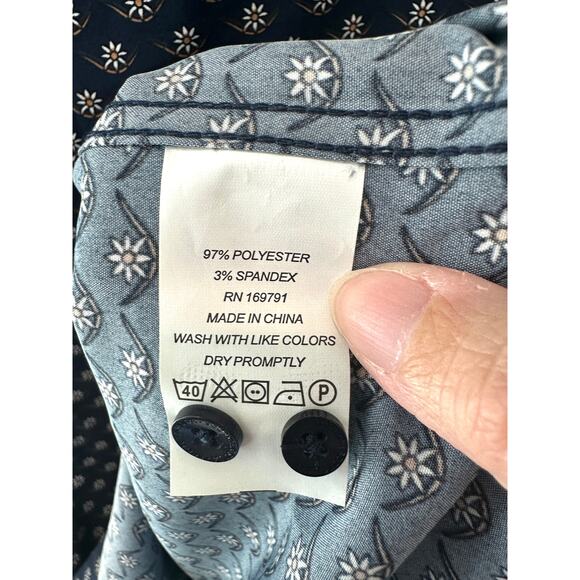 97% POLYESTER
3% SPANDEX
RN 169791
MADE IN CHINA
WASH WITH LIKE COLORS
DRY PROMPTLY
40 P